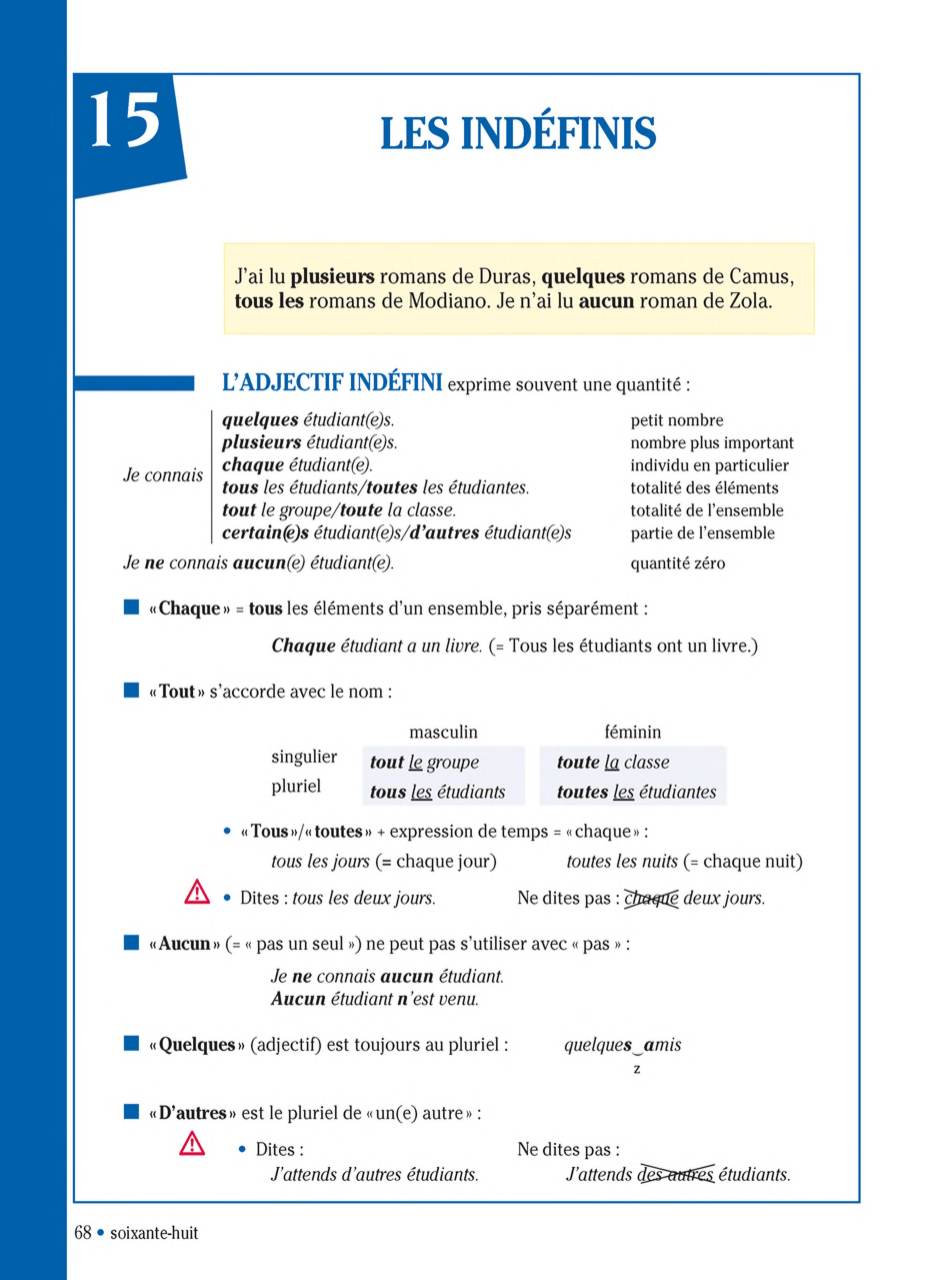 15
LES INDÉFINIS
J'ai lu plusieurs romans de Duras, quelques romans de Camus,
tous les romans de Modiano. Je n'ai lu aucun roman de Zola.
L'ADJECTIF INDÉFINI exprime souvent une quantité :
quelques étudiant(e)s. petit nombre
plusieurs étudiant(e)s. nombre plus important
chaque étudiant(e). individu en particulier
Je connais
tous les étudiants/toutes les étudiantes. totalité des éléments
tout le groupe/toute la classe. totalité de l'ensemble
certain(e)s étudiant(e)s/d'autres étudiant(e)s partie de l'ensemble
Je ne connais aucun(e) étudiant(e). quantité zéro
« Chaque » = tous les éléments d'un ensemble, pris séparément :
Chaque étudiant a un livre. (= Tous les étudiants ont un livre.)
« Tout » s'accorde avec le nom :
masculin féminin
singulier tout le groupe toute la classe
pluriel tous les étudiants toutes les étudiantes
• « Tous »/« toutes » + expression de temps = « chaque » :
tous les jours (= chaque jour) toutes les nuits (= chaque nuit)
• Dites : tous les deux jours. Ne dites pas : chaque deux jours.
« Aucun » (= « pas un seul ») ne peut pas s'utiliser avec « pas » :
Je ne connais aucun étudiant.
Aucun étudiant n'est venu.
« Quelques » (adjectif) est toujours au pluriel : quelques‿amis
z
« D'autres » est le pluriel de « un(e) autre » :
• Dites : Ne dites pas :
J'attends d'autres étudiants. J'attends des autres étudiants.
68 • soixante-huit